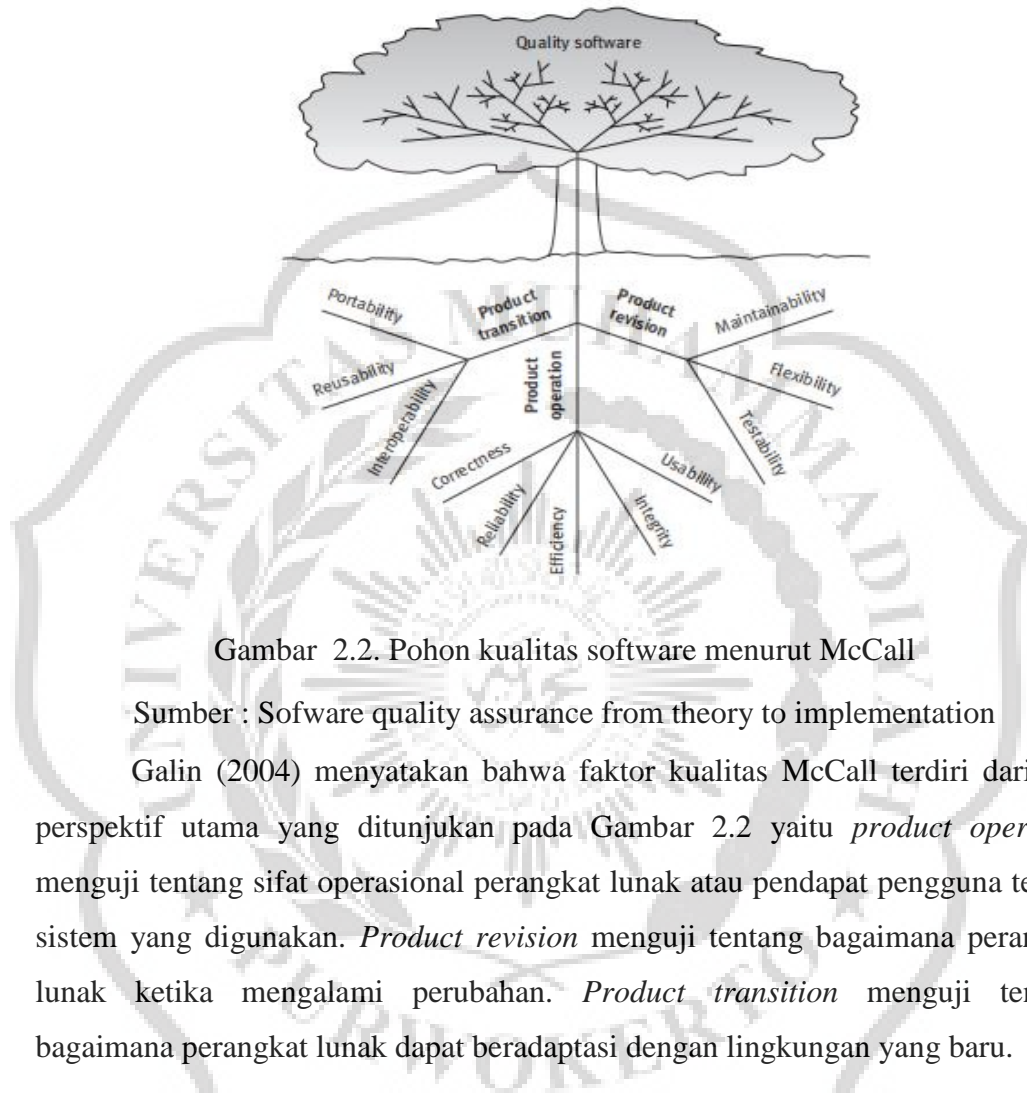 Quality software
Portability
Product
transition
Product
revision
Maintainability
Reusability
Interoperability
Product
operation
Flexibility
Testability
Correctness
Reliability
Efficiency
Integrity
Usability
UNIVERSITAS MUHAMMADIYAH
PURWOKERTO
Gambar 2.2. Pohon kualitas software menurut McCall
Sumber : Sofware quality assurance from theory to implementation
Galin (2004) menyatakan bahwa faktor kualitas McCall terdiri dari
perspektif utama yang ditunjukan pada Gambar 2.2 yaitu product oper
menguji tentang sifat operasional perangkat lunak atau pendapat pengguna te
sistem yang digunakan. Product revision menguji tentang bagaimana peran
lunak ketika mengalami perubahan. Product transition menguji ter
bagaimana perangkat lunak dapat beradaptasi dengan lingkungan yang baru.